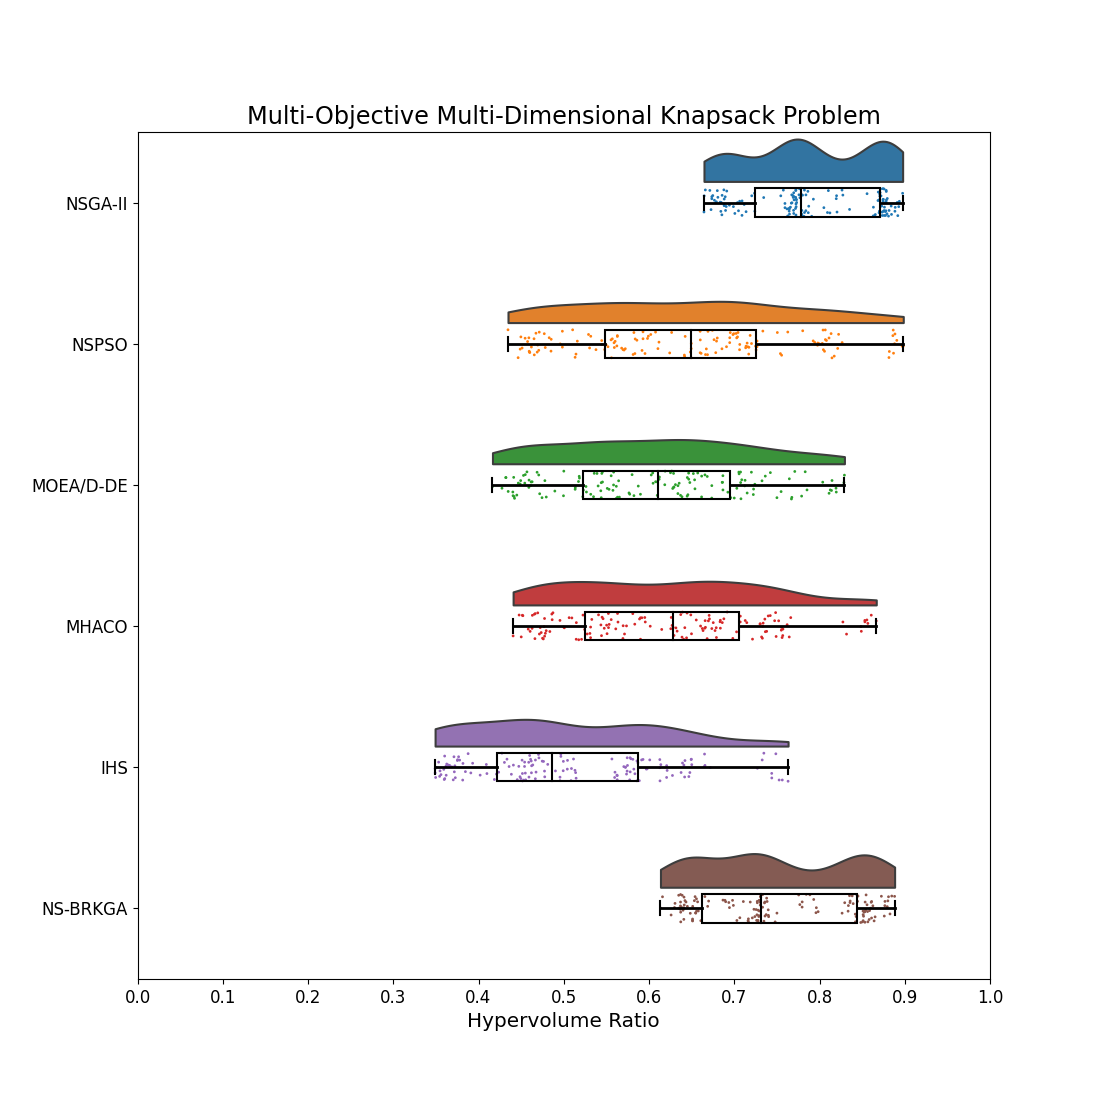 Multi-Objective Multi-Dimensional Knapsack Problem
NSGA-II
NSPSO
MOEA/D-DE
MHACO
IHS
NS-BRKGA
0.0 0.1 0.2 0.3 0.4 0.5 0.6 0.7 0.8 0.9 1.0
Hypervolume Ratio